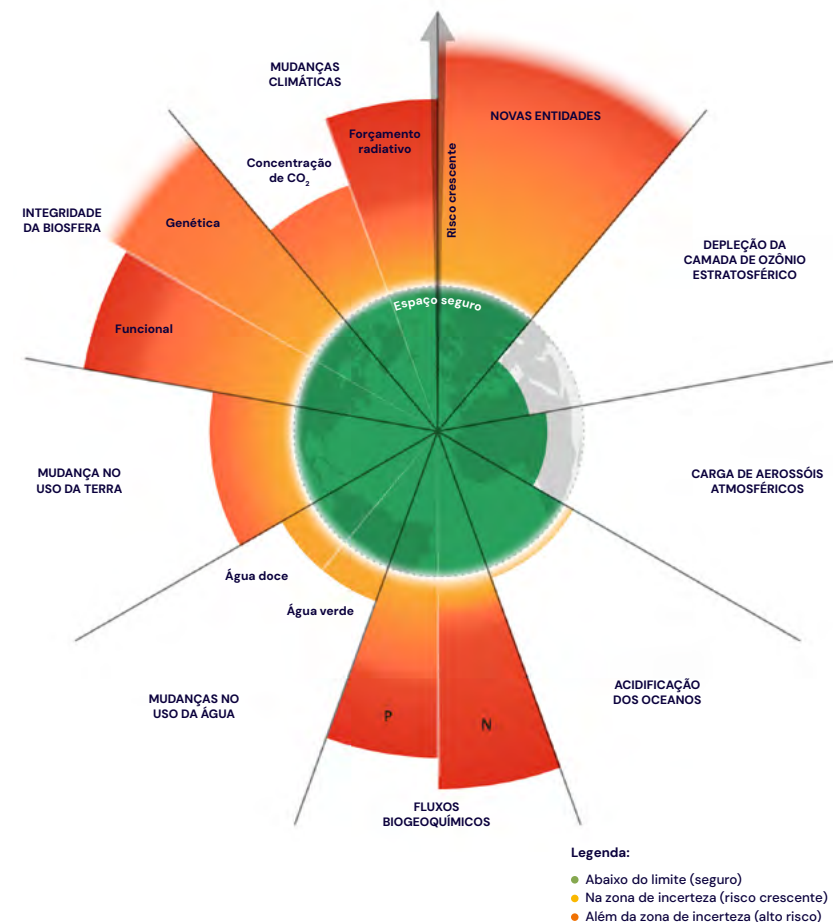 MUDANÇAS
CLIMÁTICAS
NOVAS ENTIDADES
Forçamento
radiativo
Concentração
de CO₂
Risco crescente
INTEGRIDADE
DA BIOSFERA
Genética
DEPLEÇÃO DA
CAMADA DE OZÔNIO
ESTRATOSFÉRICO
Espaço seguro
Funcional
MUDANÇA NO
USO DA TERRA
CARGA DE AEROSSÓIS
ATMOSFÉRICOS
Água doce
Água verde
MUDANÇAS NO
USO DA ÁGUA
P
N
ACIDIFICAÇÃO
DOS OCEANOS
FLUXOS
BIOGEOQUÍMICOS
Legenda:
Abaixo do limite (seguro)
Na zona de incerteza (risco crescente)
Além da zona de incerteza (alto risco)